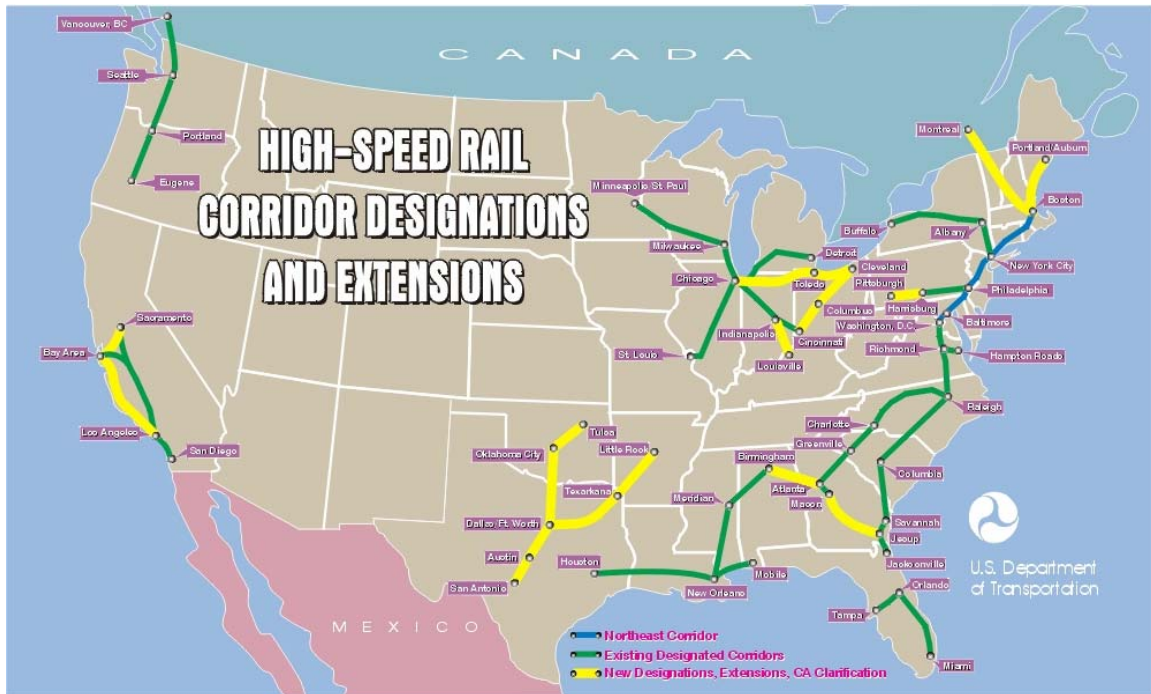 CANADA
HIGH-SPEED RAIL
CORRIDOR DESIGNATIONS
AND EXTENSIONS
Vancouver, BC
Seattle
Portland
Eugene
Sacramento
Bay Area
Los Angeles
San Diego
Minneapolis St. Paul
Milwaukee
Chicago
Detroit
Toledo
Cleveland
Columbus
Indianapolis
Cincinnati
Louisville
St. Louis
Montreal
Portland/Auburn
Boston
Buffalo
Albany
New York City
Pittburgh
Harrisburg
Philadelphia
Baltimore
Washington, D.C.
Richmond
Hampton Roads
Raleigh
Charlotte
Greenville
Columbia
Birmingham
Atlanta
Macon
Savannah
Jesup
Jacksonville
Orlando
Tampa
Miami
Tulsa
Oklahoma City
Little Rock
Texarkana
Dallas, Ft. Worth
Austin
San Antonio
Houston
Meridian
New Orleans
Mobile
MEXICO
U.S. Department
of Transportation
Northeast Corridor
Existing Designated Corridors
New Designations, Extensions, CA Clarification